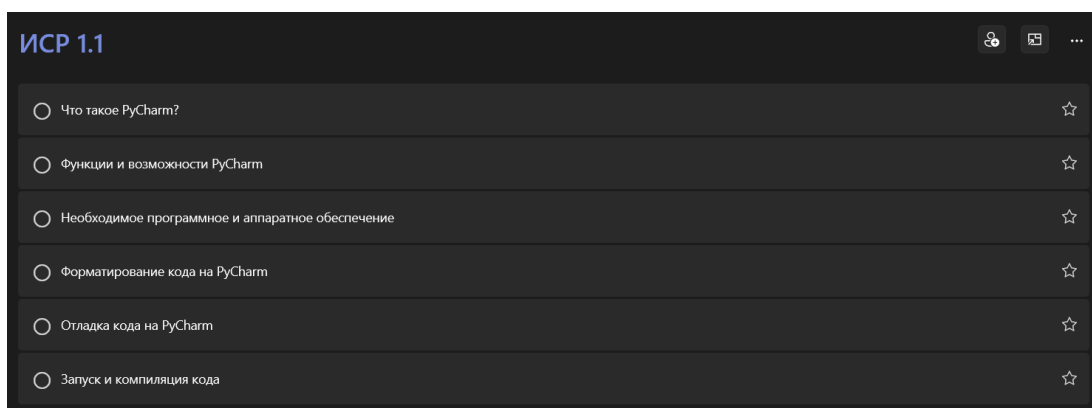 ИСР 1.1
Что такое PyCharm?
Функции и возможности PyCharm
Необходимое программное и аппаратное обеспечение
Форматирование кода на PyCharm
Отладка кода на PyCharm
Запуск и компиляция кода